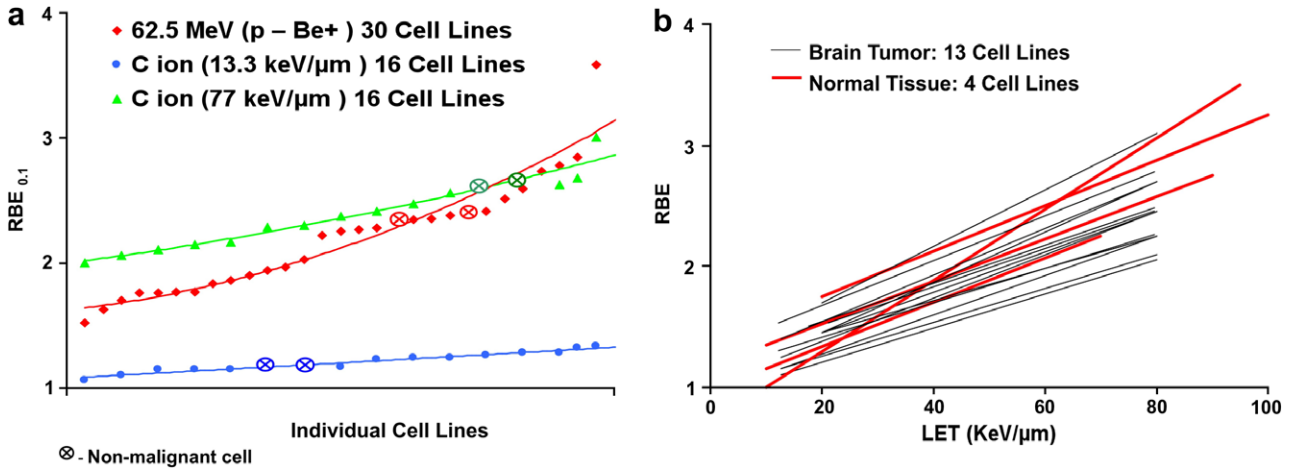 a
62.5 MeV (p – Be+ ) 30 Cell Lines
C ion (13.3 keV/µm ) 16 Cell Lines
C ion (77 keV/µm ) 16 Cell Lines
4
3
2
1
RBE 0.1
Individual Cell Lines
- Non-malignant cell
b
Brain Tumor: 13 Cell Lines
Normal Tissue: 4 Cell Lines
4
3
2
1
RBE
0 20 40 60 80 100
LET (KeV/µm)